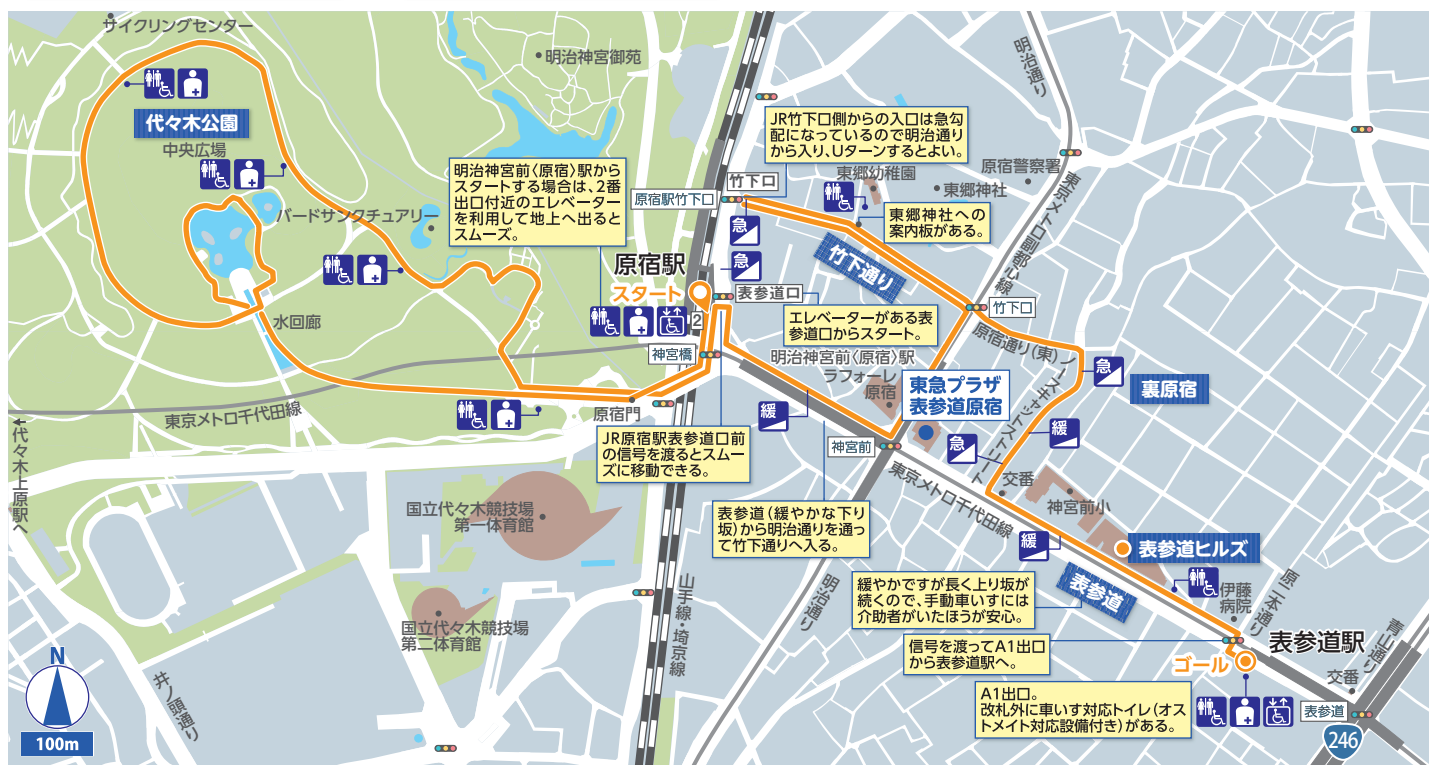 サイクリングセンター
代々木公園
中央広場
バードサンクチュアリー
水回廊
明治神宮御苑
明治神宮前〈原宿〉駅から
スタートする場合は、2番
出口付近のエレベーター
を利用して地上へ出ると
スムーズ。
JR竹下口側からの入口は急勾
配になっているので明治通り
から入り、Uターンするとよい。
原宿駅竹下口
竹下口
急
急
東郷幼稚園
東郷神社
原宿警察署
明治通り
東京メトロ副都心線
東郷神社への
案内板がある。
竹下通り
原宿駅
スタート
2
表参道口
エレベーターがある表
参道口からスタート。
竹下口
原宿通り(東)
ノースキャットストリート
急
裏原宿
神宮橋
明治神宮前〈原宿〉駅
ラフォーレ
原宿
東急プラザ
表参道原宿
緩
神宮前
急
緩
交番
神宮前小
東京メトロ千代田線
原宿門
JR原宿駅表参道口前
の信号を渡るとスムー
ズに移動できる。
←代々木上原駅へ
国立代々木競技場
第一体育館
国立代々木競技場
第二体育館
表参道(緩やかな下り
坂)から明治通りを通っ
て竹下通りへ入る。
東京メトロ千代田線
緩
表参道ヒルズ
表参道
緩やかですが長く上り坂が
続くので、手動車いすには
介助者がいたほうが安心。
伊藤
病院
原二本通り
青山通り
明治通り
山手線・埼京線
信号を渡ってA1出口
から表参道駅へ。
ゴール
表参道駅
交番
表参道
A1出口。
改札外に車いす対応トイレ(オス
トメイト対応設備付き)がある。
246
井ノ頭通り
N
100m